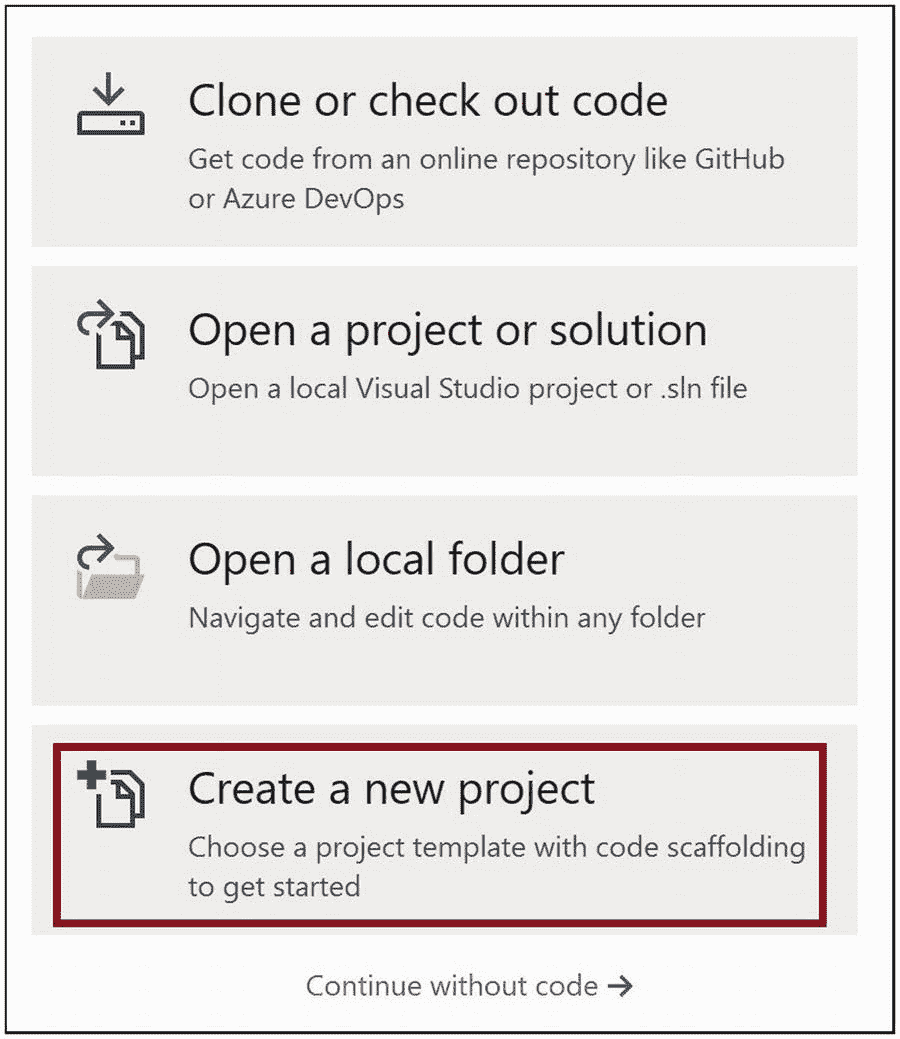 Clone or check out code
Get code from an online repository like GitHub
or Azure DevOps
Open a project or solution
Open a local Visual Studio project or .sln file
Open a local folder
Navigate and edit code within any folder
Create a new project
Choose a project template with code scaffolding
to get started
Continue without code →